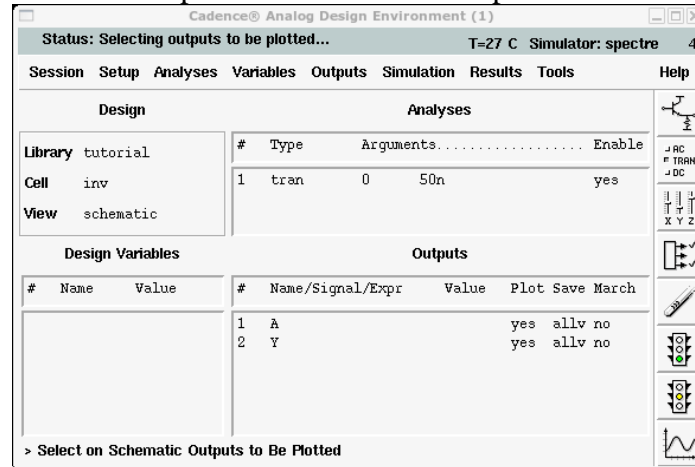 Cadence® Analog Design Environment (1)
Status: Selecting outputs to be plotted...
T=27 C Simulator: spectre 4
Session Setup Analyses Variables Outputs Simulation Results Tools Help
Design
Analyses
Library tutorial
Cell inv
View schematic
# Type Arguments.................. Enable
1 tran 0 50n yes
AC
TRAN
DC
X Y Z
Design Variables
Outputs
# Name Value
# Name/Signal/Expr Value Plot Save March
1 A yes allv no
2 Y yes allv no
> Select on Schematic Outputs to Be Plotted